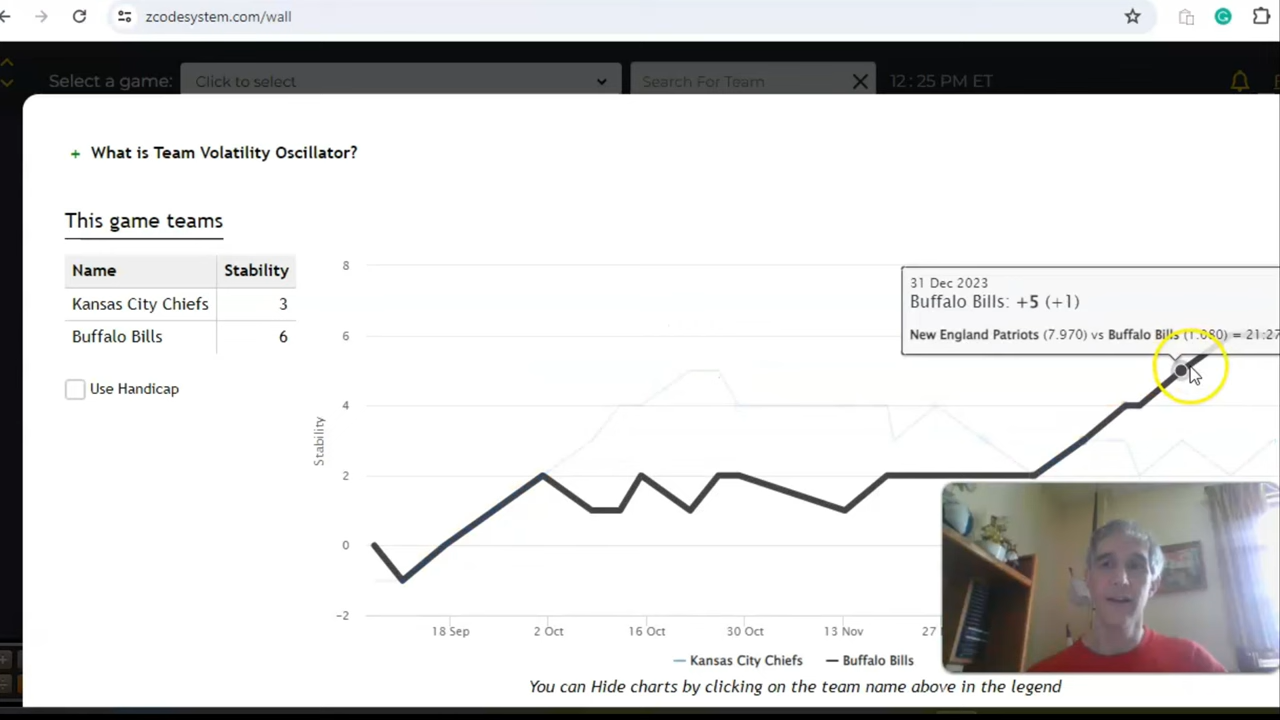 zcodesystem.com/wall
Select a game: Click to select Search For Team 12:25 PM ET
+ What is Team Volatility Oscillator?
This game teams
Name Stability
Kansas City Chiefs 3
Buffalo Bills 6
Use Handicap
8
6
4
2
0
-2
Stability
31 Dec 2023
Buffalo Bills: +5 (+1)
New England Patriots (7.970) vs Buffalo Bills (1.080) = 21:27
18 Sep 2 Oct 16 Oct 30 Oct 13 Nov 27
Kansas City Chiefs Buffalo Bills
You can Hide charts by clicking on the team name above in the legend